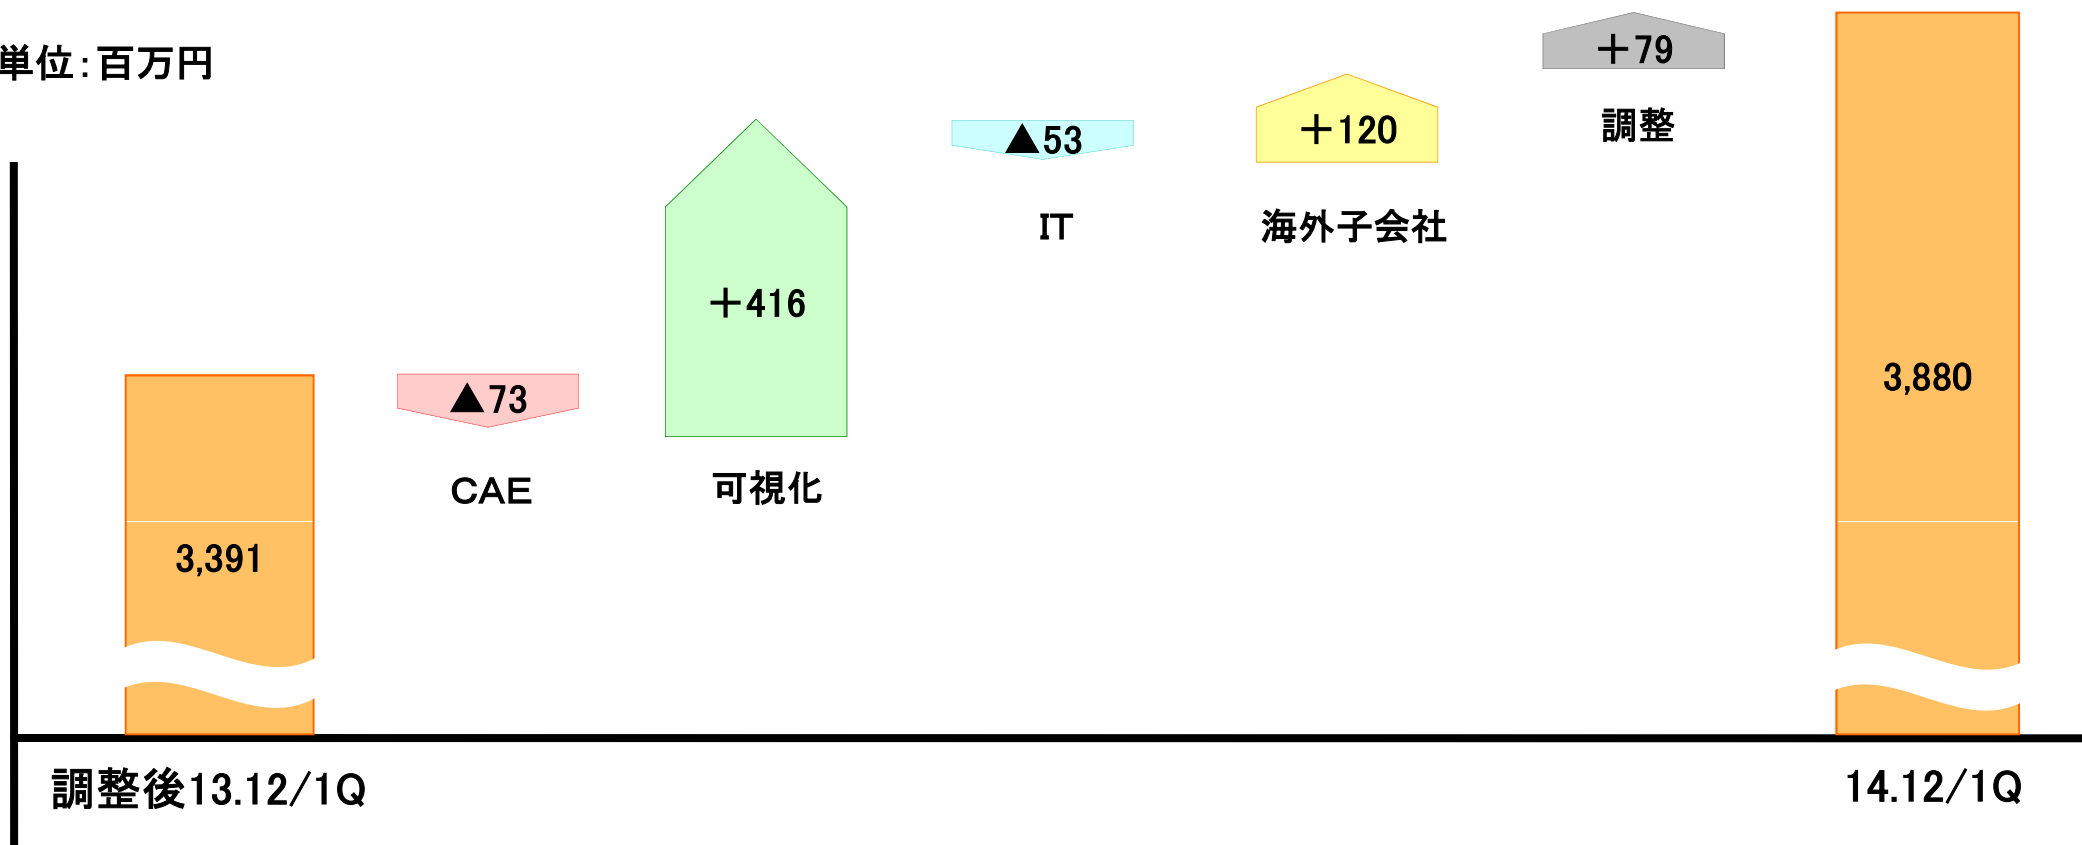 単位：百万円
＋79
調整
＋120
海外子会社
▲53
IT
＋416
可視化
▲73
CAE
3,391
3,880
調整後13.12/1Q
14.12/1Q